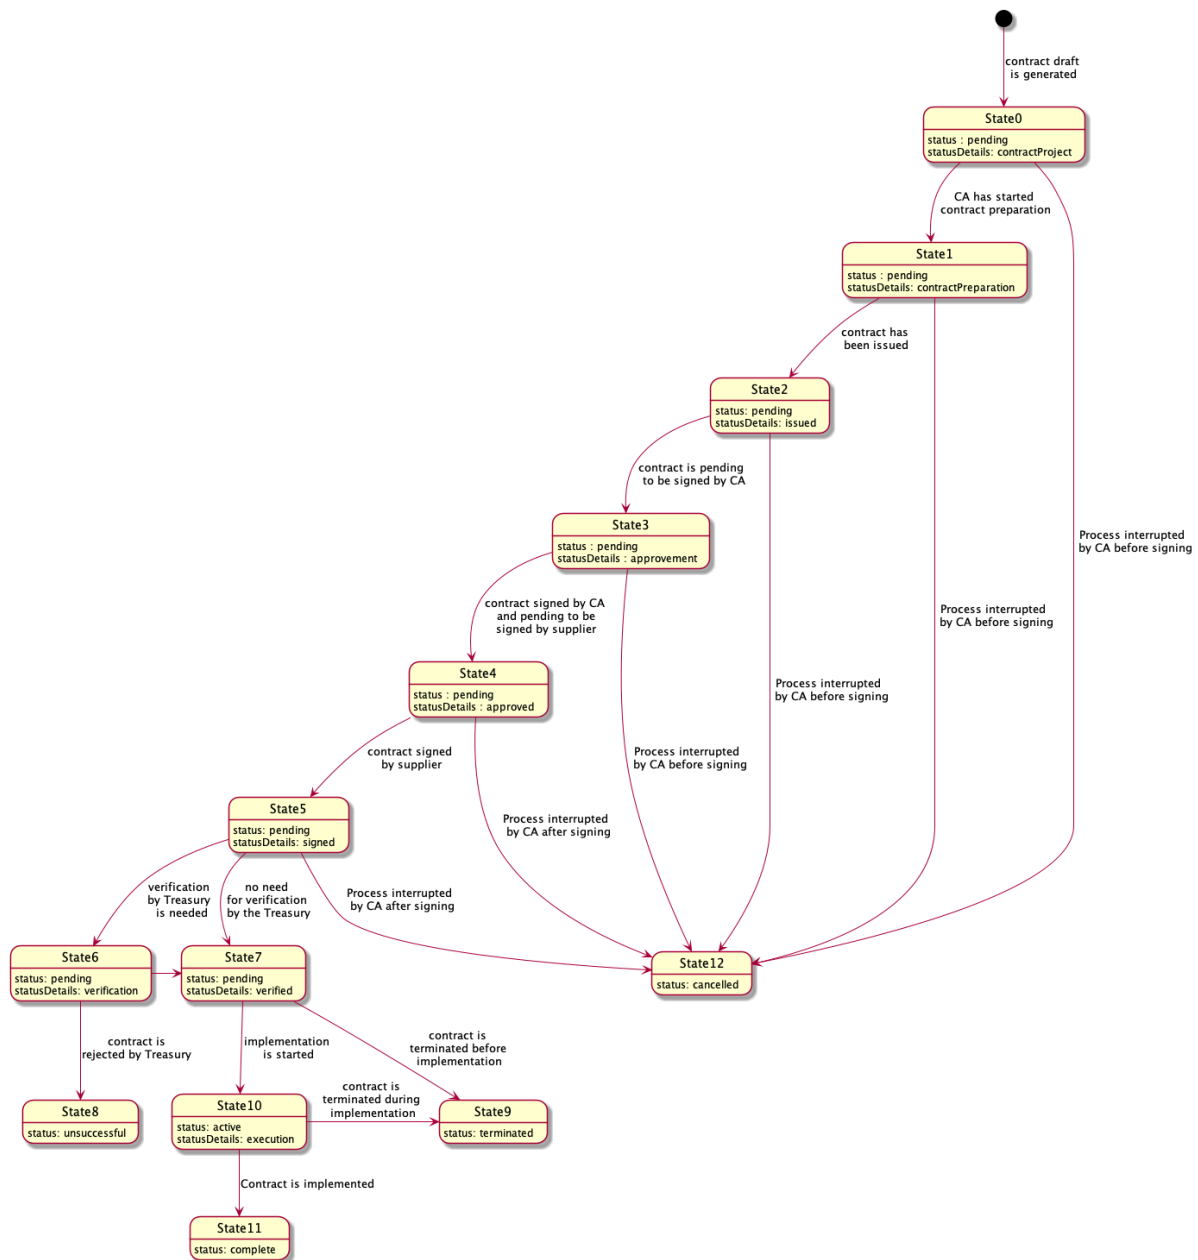 contract draft
is generated
State0
status : pending
statusDetails: contractProject
CA has started
contract preparation
State1
status : pending
statusDetails: contractPreparation
contract has
been issued
State2
status: pending
statusDetails: issued
contract is pending
to be signed by CA
State3
status : pending
statusDetails : approvement
Process interrupted
by CA before signing
contract signed by CA
and pending to be
signed by supplier
Process interrupted
by CA before signing
State4
status : pending
statusDetails : approved
Process interrupted
by CA before signing
contract signed
by supplier
Process interrupted
by CA before signing
State5
status: pending
statusDetails: signed
Process interrupted
by CA after signing
verification
by Treasury
is needed
no need
for verification
by the Treasury
Process interrupted
by CA after signing
State6
status: pending
statusDetails: verification
State7
status: pending
statusDetails: verified
State12
status: cancelled
contract is
rejected by Treasury
implementation
is started
contract is
terminated before
implementation
State8
status: unsuccessful
State10
status: active
statusDetails: execution
contract is
terminated during
implementation
State9
status: terminated
Contract is implemented
State11
status: complete